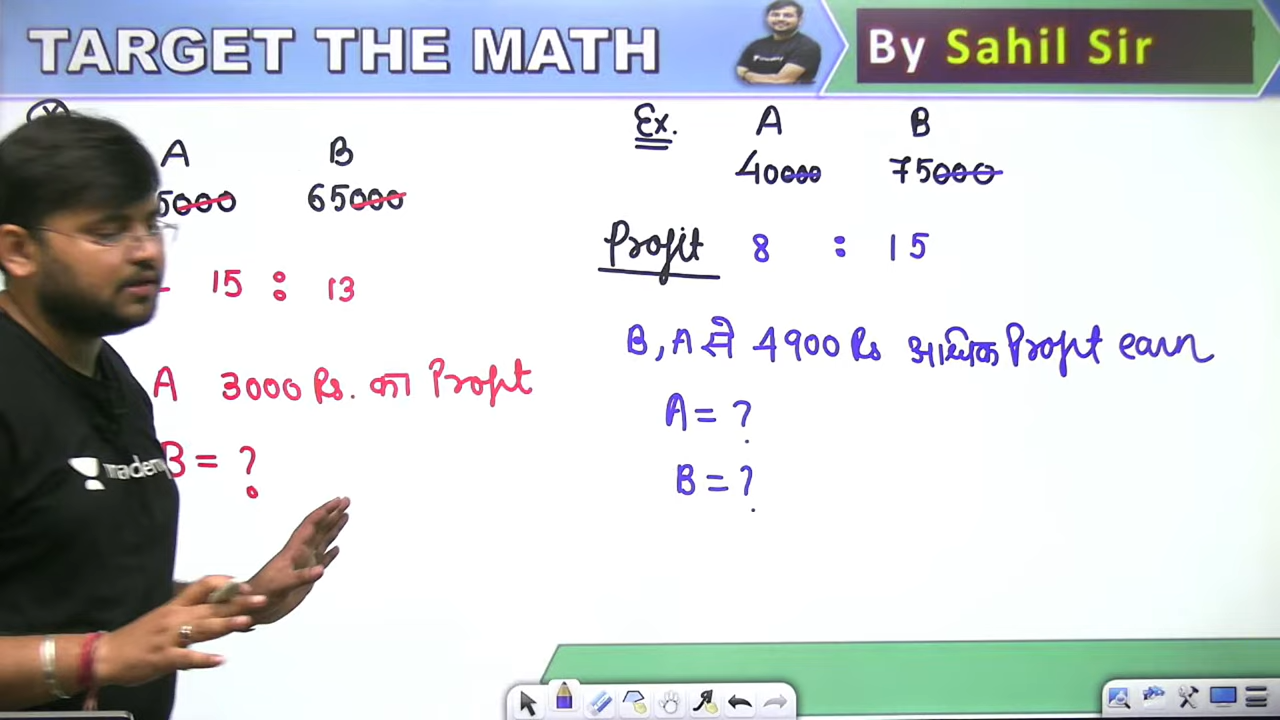 TARGET THE MATH
By Sahil Sir
A B
5000 65000
15 : 13
A 3000 Rs. का Profit
B = ?
Ex. A B
40000 75000
Profit 8 : 15
B, A से 4900 Rs अधिक Profit earn
A = ?
B = ?